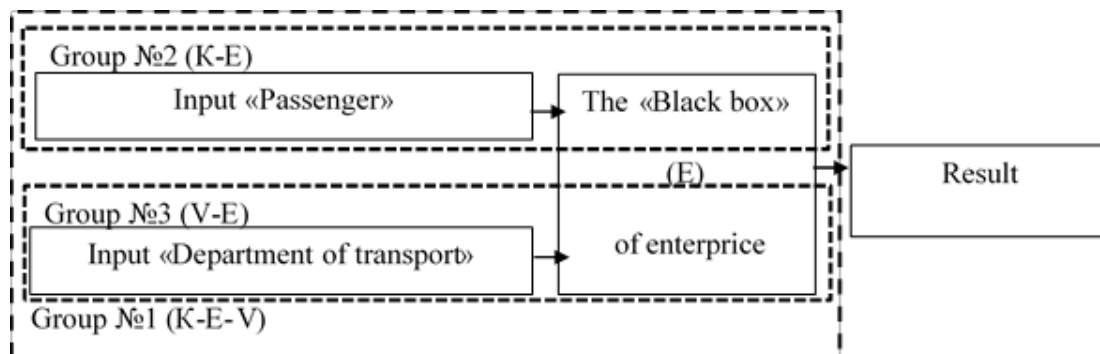 Group №2 (K-E)
Input «Passenger»
The «Black box»
(E)
of enterprice
Result
Group №3 (V-E)
Input «Department of transport»
Group №1 (K-E-V)